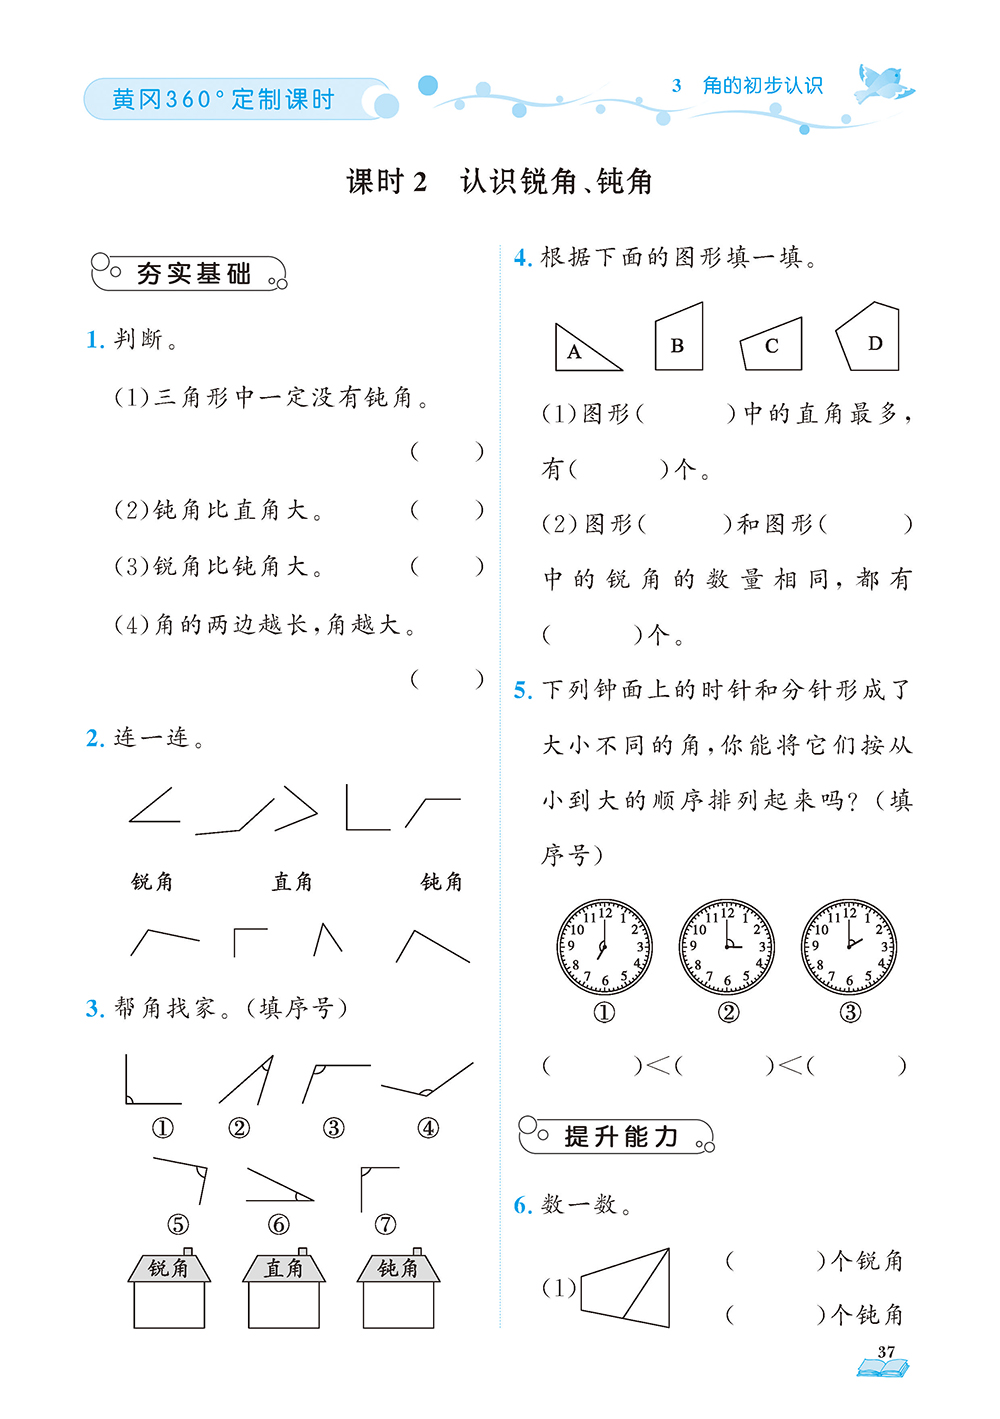 黄冈360°定制课时
3 角的初步认识
课时2 认识锐角、钝角
夯实基础
1. 判断。
(1)三角形中一定没有钝角。
( )
(2)钝角比直角大。 ( )
(3)锐角比钝角大。 ( )
(4)角的两边越长,角越大。
( )
2. 连一连。
锐角 直角 钝角
3. 帮角找家。(填序号)
① ② ③ ④
⑤ ⑥ ⑦
锐角 直角 钝角
4. 根据下面的图形填一填。
A B C D
(1)图形( )中的直角最多,
有( )个。
(2)图形( )和图形( )
中的锐角的数量相同,都有
( )个。
5. 下列钟面上的时针和分针形成了
大小不同的角,你能将它们按从
小到大的顺序排列起来吗?(填
序号)
12 1 2 3 4 5 6 7 8 9 10 11
12 1 2 3 4 5 6 7 8 9 10 11
12 1 2 3 4 5 6 7 8 9 10 11
① ② ③
( )<( )<( )
提升能力
6. 数一数。
(1) ( )个锐角
( )个钝角
37